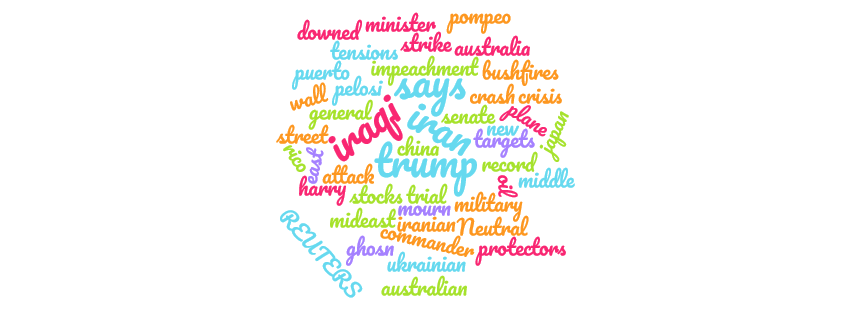 pompeo
downed minister
tensions strike australia
puerto impeachment bushfires
wall pelosi says crash crisis
general iraqi iran senate plane
street china new targets japan
rico east trump record
harry attack oil middle
stocks trial
mourn military
mideast iranian Neutral
REUTERS ghosn commander protectors
ukrainian
australian